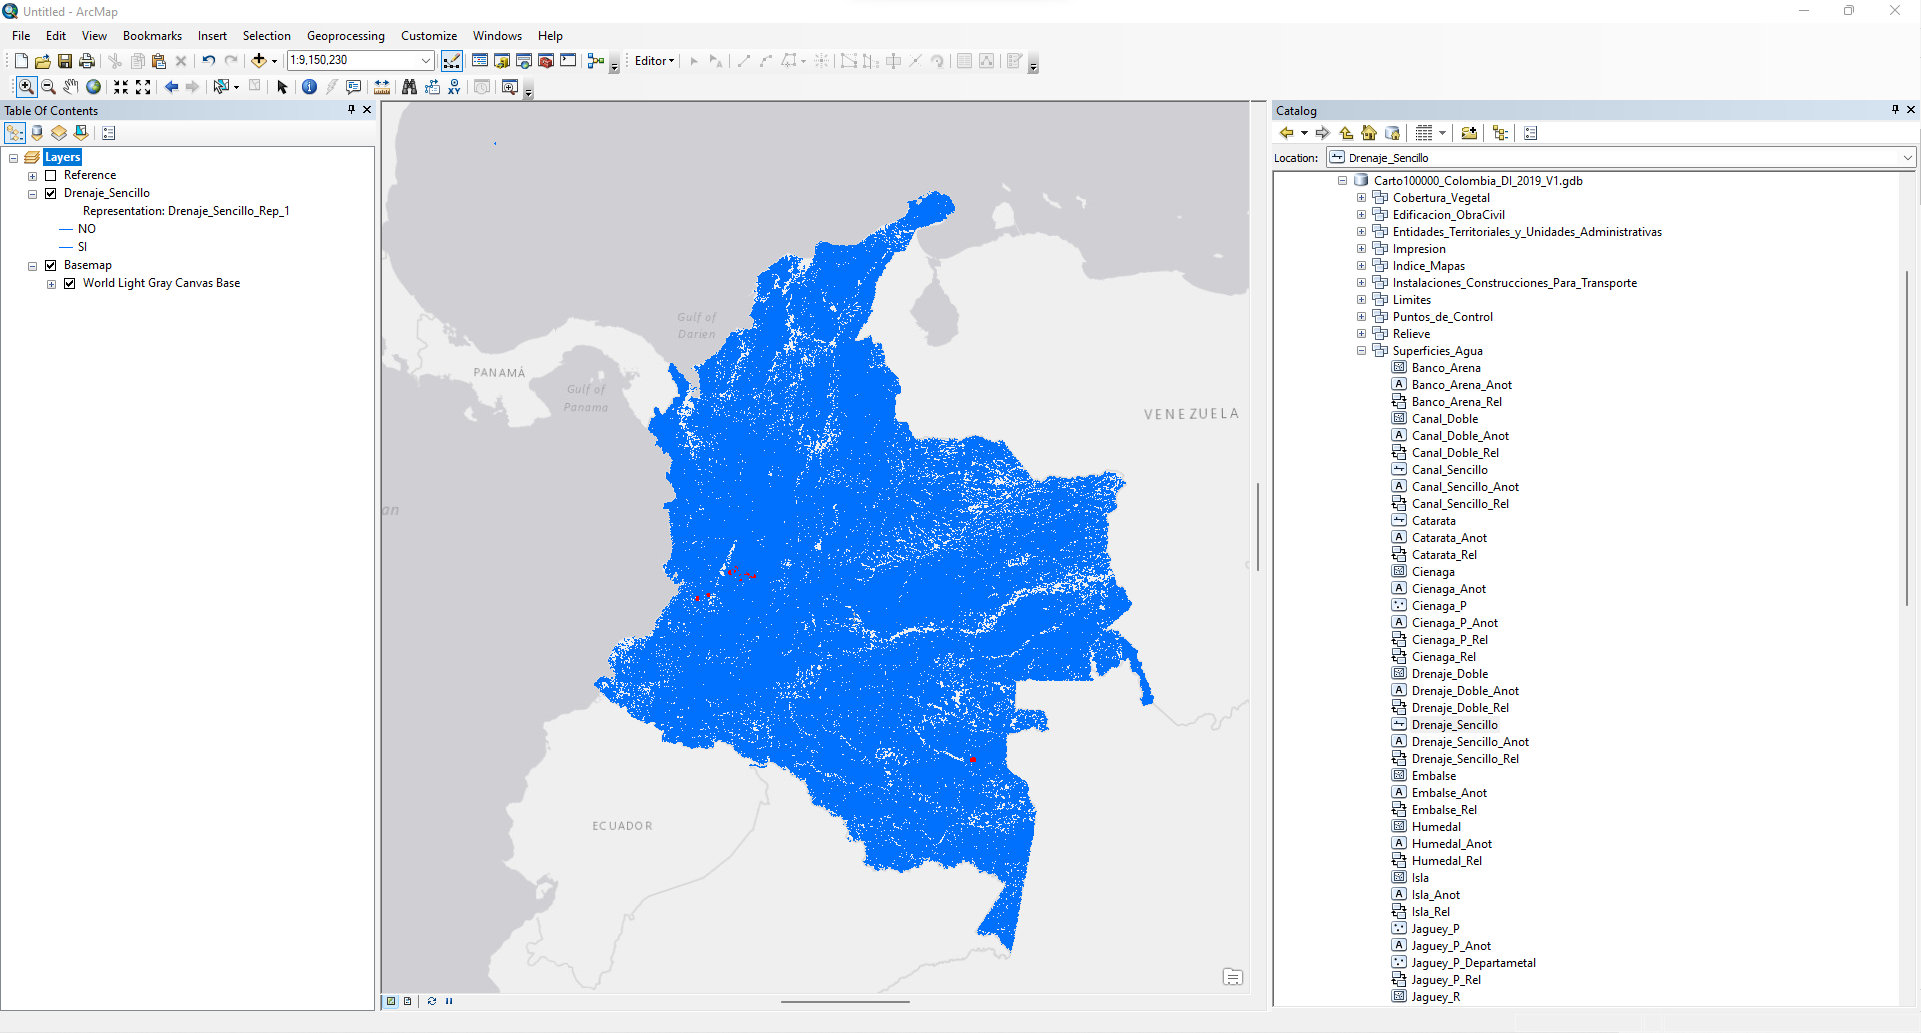 Untitled - ArcMap
File Edit View Bookmarks Insert Selection Geoprocessing Customize Windows Help
1:9,150,230
Editor
Table Of Contents
Layers
Reference
Drenaje_Sencillo
Representation: Drenaje_Sencillo_Rep_1
NO
SI
Basemap
World Light Gray Canvas Base
Gulf of
Darien
PANAMÁ
Gulf of
Panama
VENEZUELA
an
ECUADOR
Catalog
Location: Drenaje_Sencillo
Carto100000_Colombia_DI_2019_V1.gdb
Cobertura_Vegetal
Edificacion_ObraCivil
Entidades_Territoriales_y_Unidades_Administrativas
Impresion
Indice_Mapas
Instalaciones_Construcciones_Para_Transporte
Limites
Puntos_de_Control
Relieve
Superficies_Agua
Banco_Arena
Banco_Arena_Anot
Banco_Arena_Rel
Canal_Doble
Canal_Doble_Anot
Canal_Doble_Rel
Canal_Sencillo
Canal_Sencillo_Anot
Canal_Sencillo_Rel
Catarata
Catarata_Anot
Catarata_Rel
Cienaga
Cienaga_Anot
Cienaga_P
Cienaga_P_Anot
Cienaga_P_Rel
Cienaga_Rel
Drenaje_Doble
Drenaje_Doble_Anot
Drenaje_Doble_Rel
Drenaje_Sencillo
Drenaje_Sencillo_Anot
Drenaje_Sencillo_Rel
Embalse
Embalse_Anot
Embalse_Rel
Humedal
Humedal_Anot
Humedal_Rel
Isla
Isla_Anot
Isla_Rel
Jaguey_P
Jaguey_P_Anot
Jaguey_P_Departametal
Jaguey_P_Rel
Jaguey_R